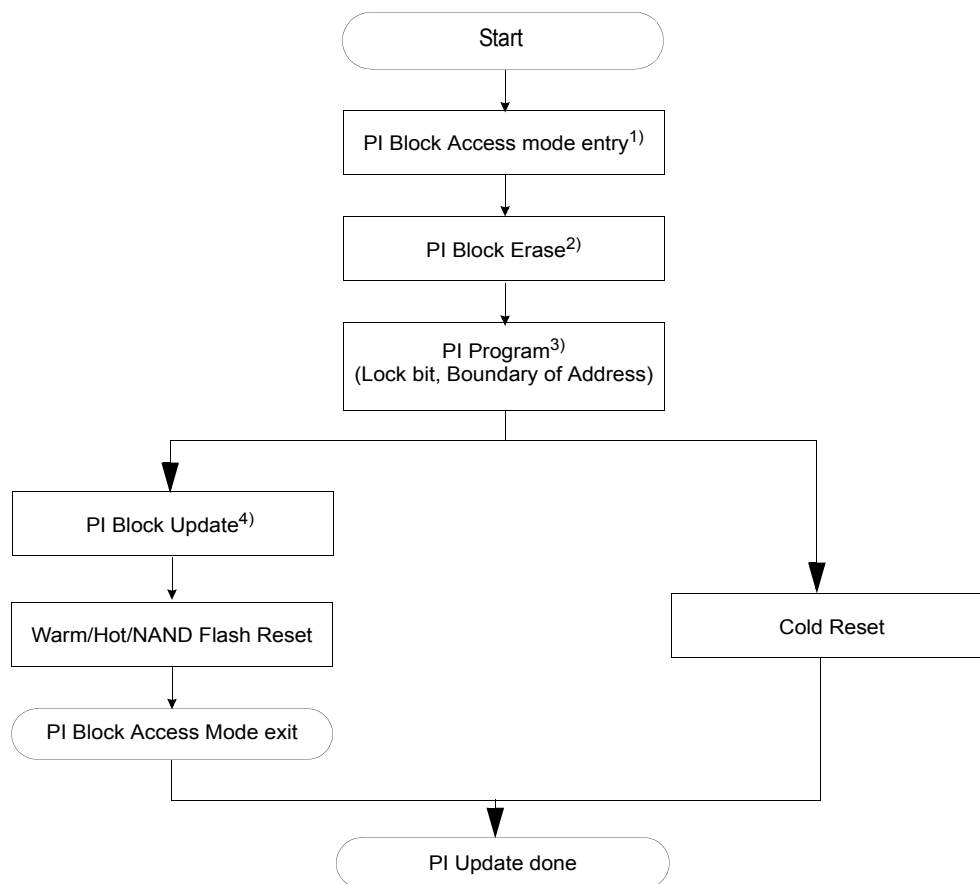 Start
PI Block Access mode entry1)
PI Block Erase2)
PI Program3)
(Lock bit, Boundary of Address)
PI Block Update4)
Warm/Hot/NAND Flash Reset
Cold Reset
PI Block Access Mode exit
PI Update done